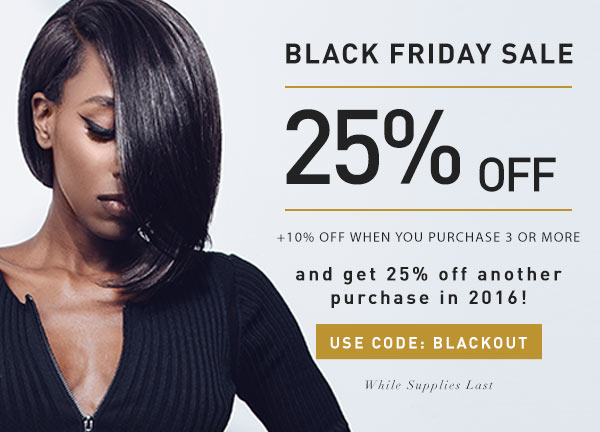 BLACK FRIDAY SALE
25% OFF
+10% OFF WHEN YOU PURCHASE 3 OR MORE
and get 25% off another
purchase in 2016!
USE CODE: BLACKOUT
While Supplies Last